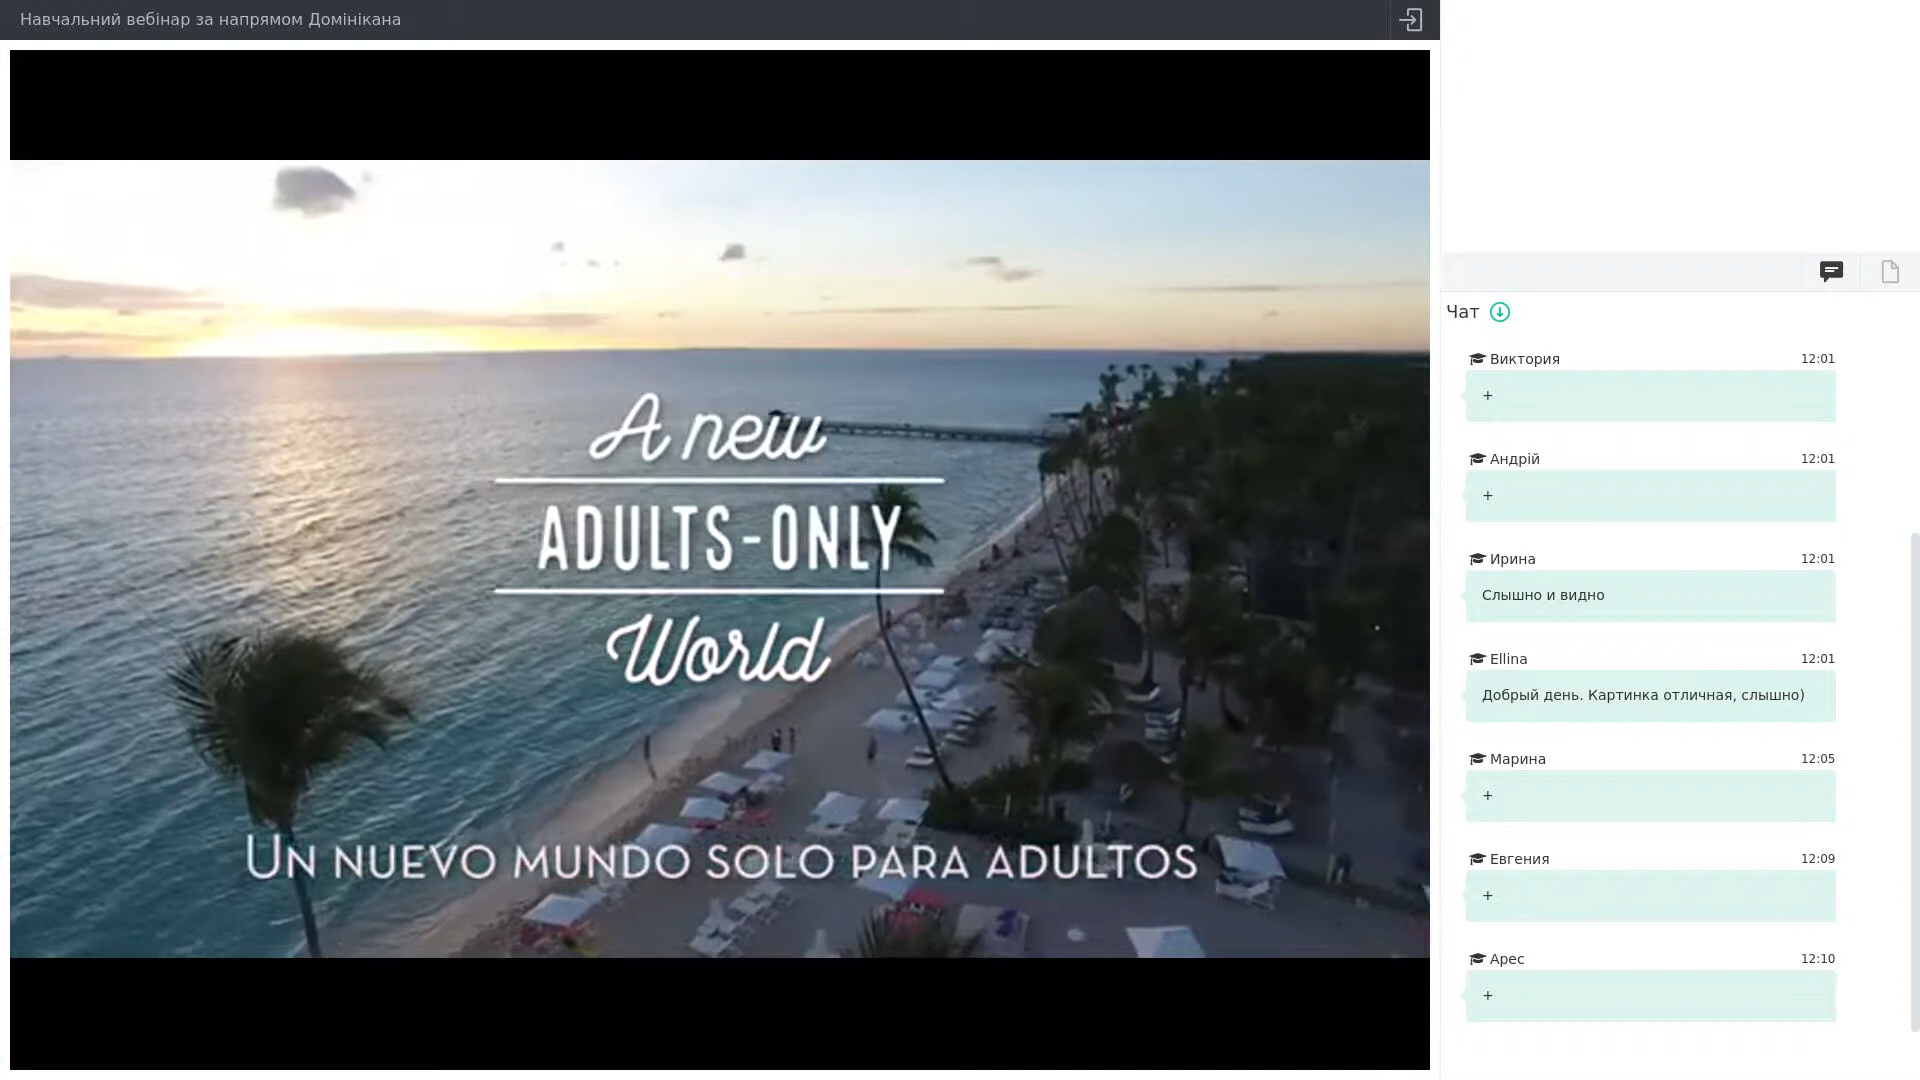 Навчальний вебінар за напрямом Домінікана
A new
ADULTS-ONLY
World
UN NUEVO MUNDO SOLO PARA ADULTOS
Чат
Виктория 12:01
+
Андрій 12:01
+
Ирина 12:01
Слышно и видно
Ellina 12:01
Добрый день. Картинка отличная, слышно)
Марина 12:05
+
Евгения 12:09
+
Арес 12:10
+